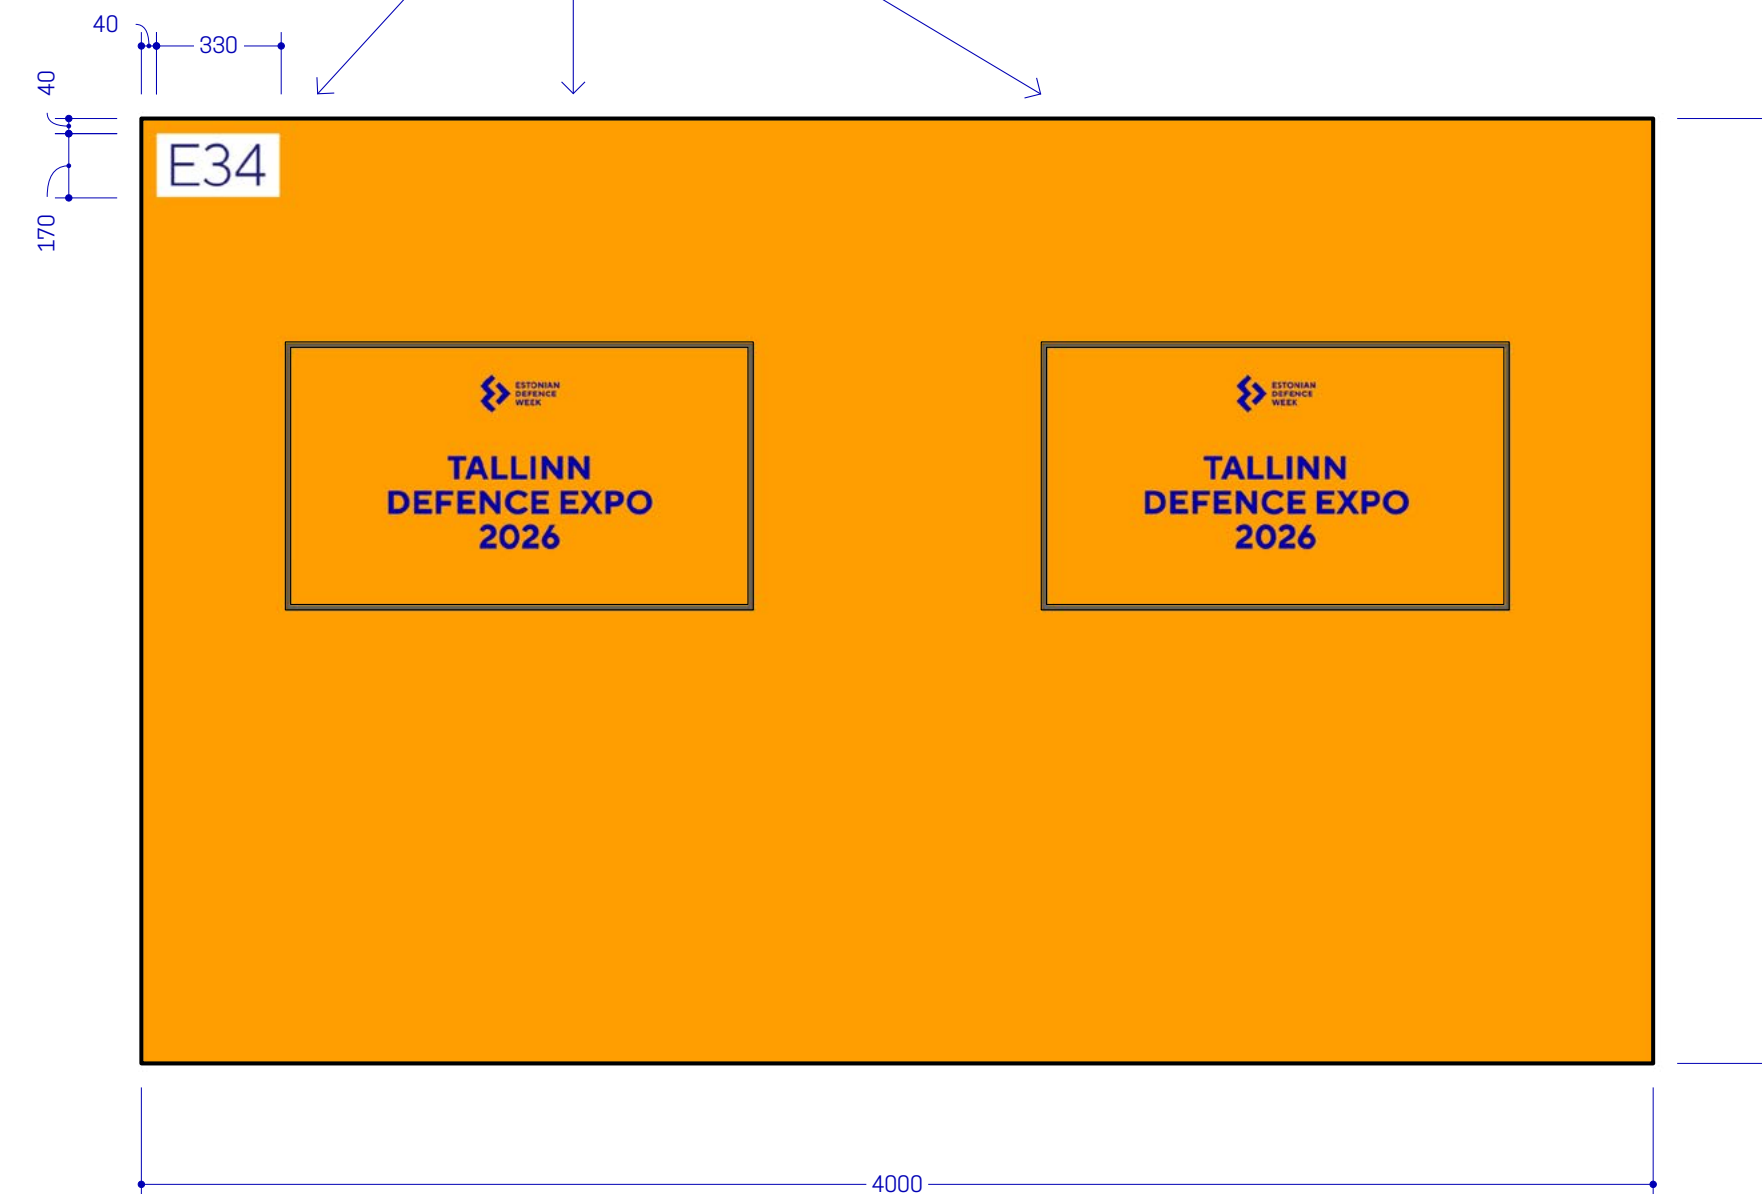 40
330
40
170
E34
ESTONIAN
DEFENCE
WEEK
TALLINN
DEFENCE EXPO
2026
ESTONIAN
DEFENCE
WEEK
TALLINN
DEFENCE EXPO
2026
4000